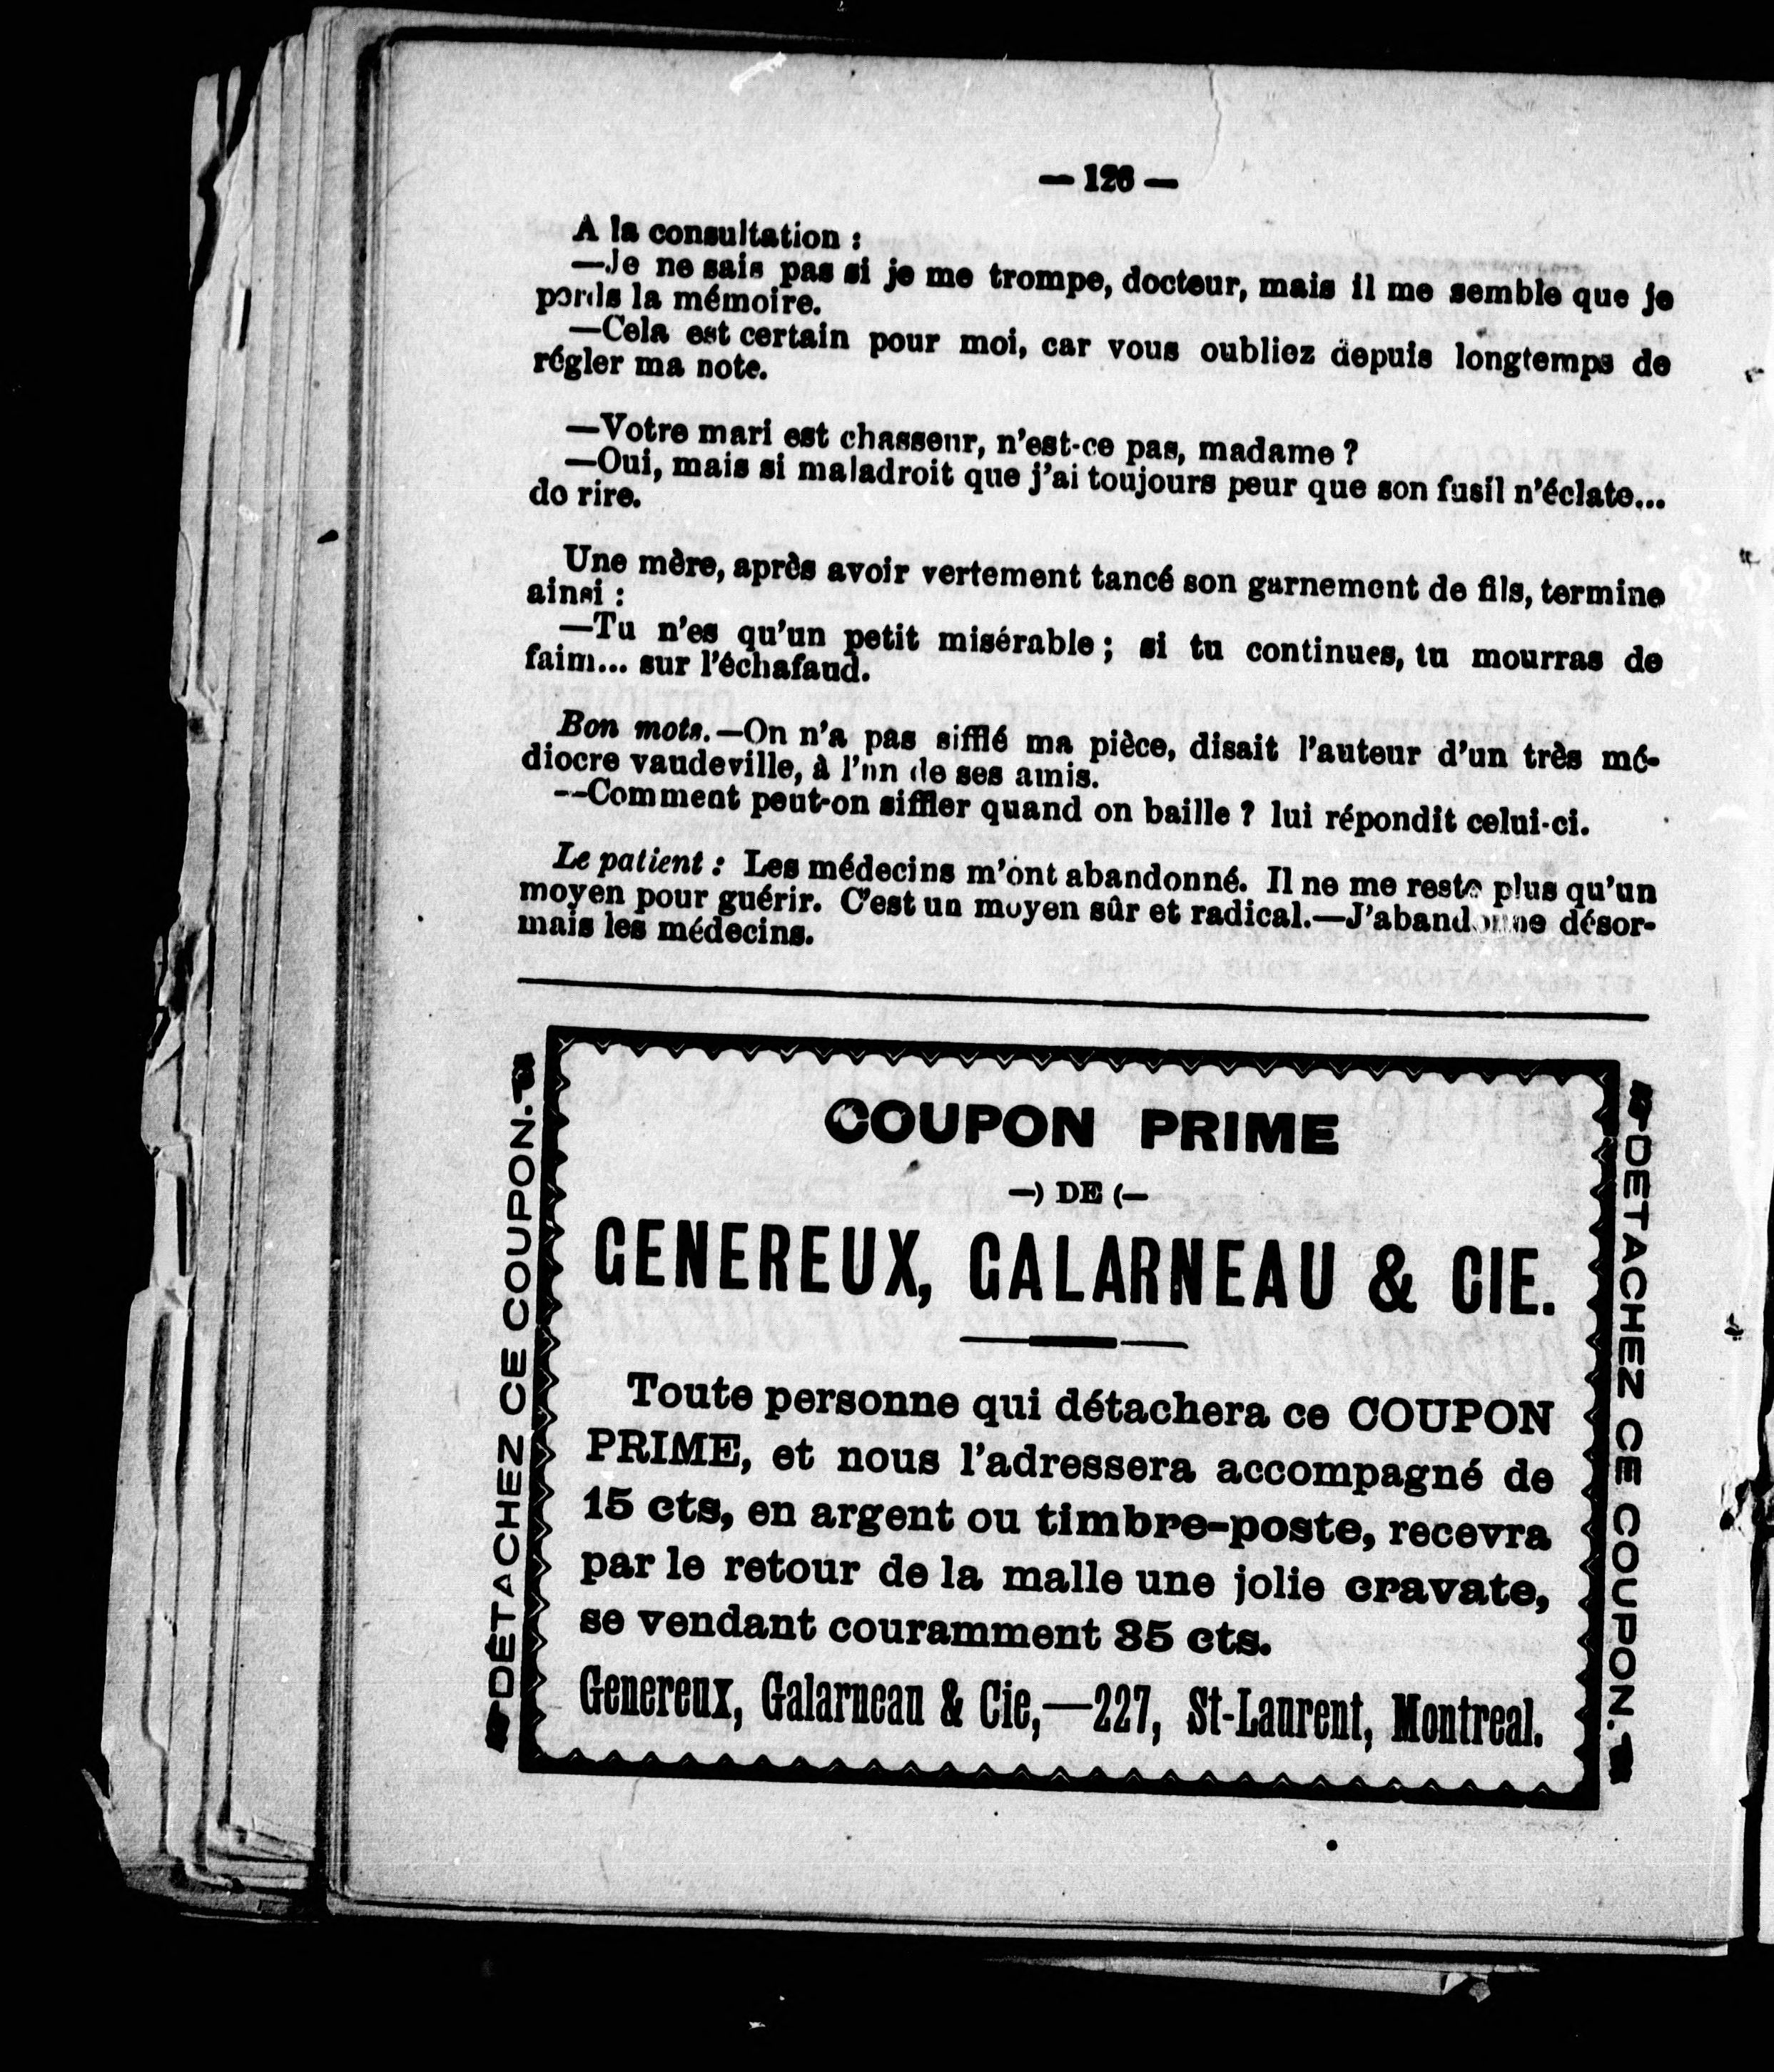 — 126 —
A la consultation :
—Je ne sais pas si je me trompe, docteur, mais il me semble que je
perds la mémoire.
—Cela est certain pour moi, car vous oubliez depuis longtemps de
régler ma note.
—Votre mari est chasseur, n'est-ce pas, madame ?
—Oui, mais si maladroit que j'ai toujours peur que son fusil n'éclate...
de rire.
Une mère, après avoir vertement tancé son garnement de fils, termine
ainsi :
—Tu n'es qu'un petit misérable ; si tu continues, tu mourras de
faim... sur l'échafaud.
Bon mots.—On n'a pas sifflé ma pièce, disait l'auteur d'un très mé-
diocre vaudeville, à l'un de ses amis.
--Comment peut-on siffler quand on baille ? lui répondit celui-ci.
Le patient : Les médecins m'ont abandonné. Il ne me reste plus qu'un
moyen pour guérir. C'est un moyen sûr et radical.—J'abandonne désor-
mais les médecins.
DÉTACHEZ CE COUPON.
COUPON PRIME
—) DE (—
GENEREUX, GALARNEAU & CIE.
Toute personne qui détachera ce COUPON
PRIME, et nous l'adressera accompagné de
15 cts, en argent ou timbre-poste, recevra
par le retour de la malle une jolie cravate,
se vendant couramment 35 cts.
Genereux, Galarneau & Cie,—227, St-Laurent, Montreal.
DETACHEZ CE COUPON.